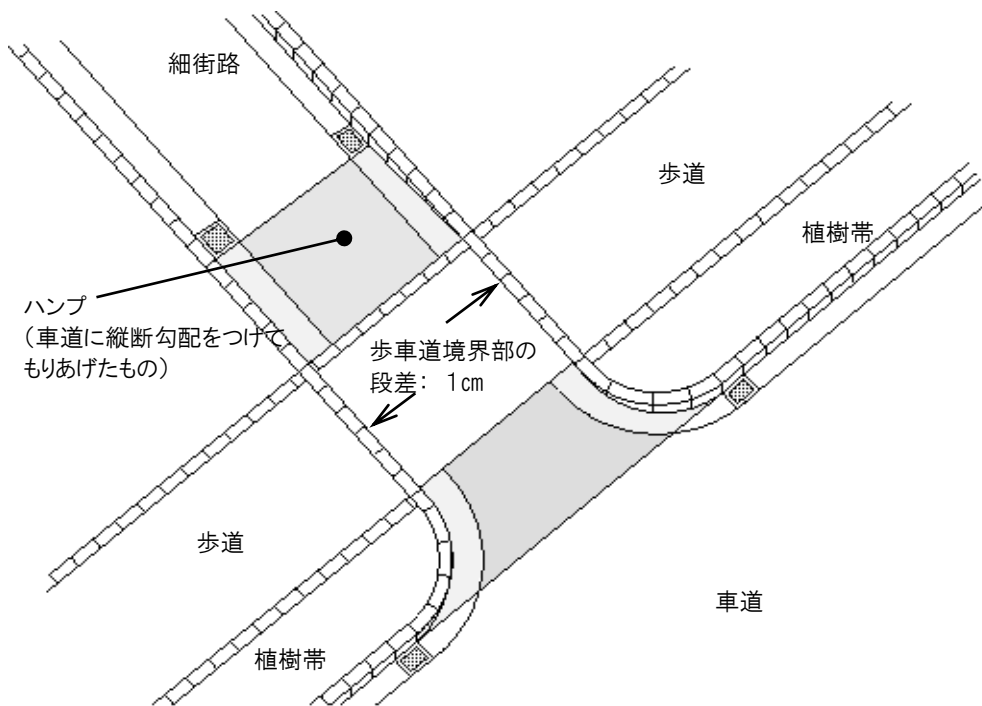 細街路
歩道
植樹帯
ハンプ
（車道に縦断勾配をつけて
もりあげたもの）
歩車道境界部の
段差： 1㎝
歩道
車道
植樹帯